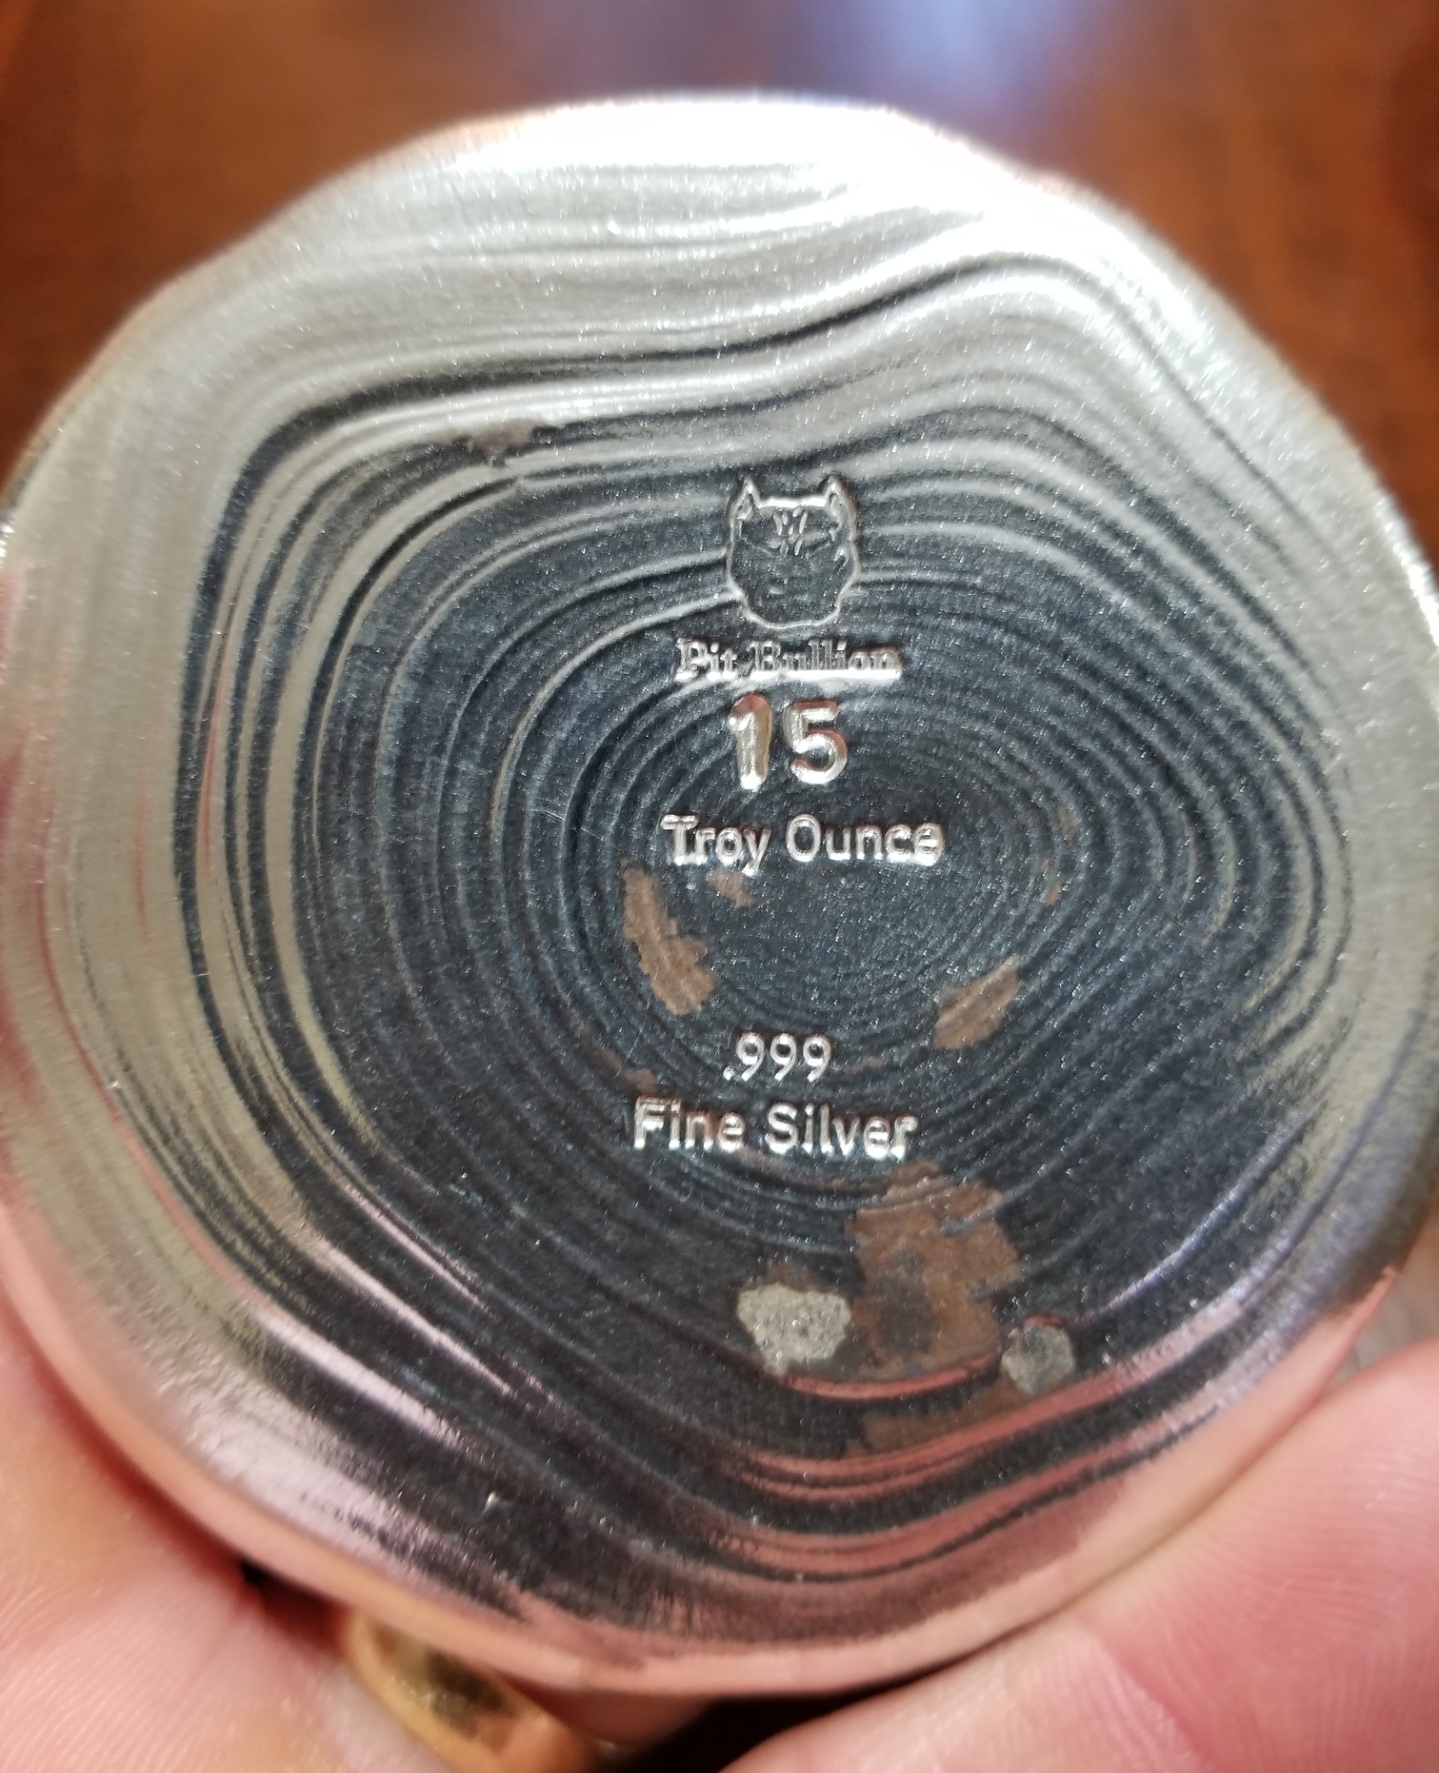 Pit Bullion
15
Troy Ounce
.999
Fine Silver